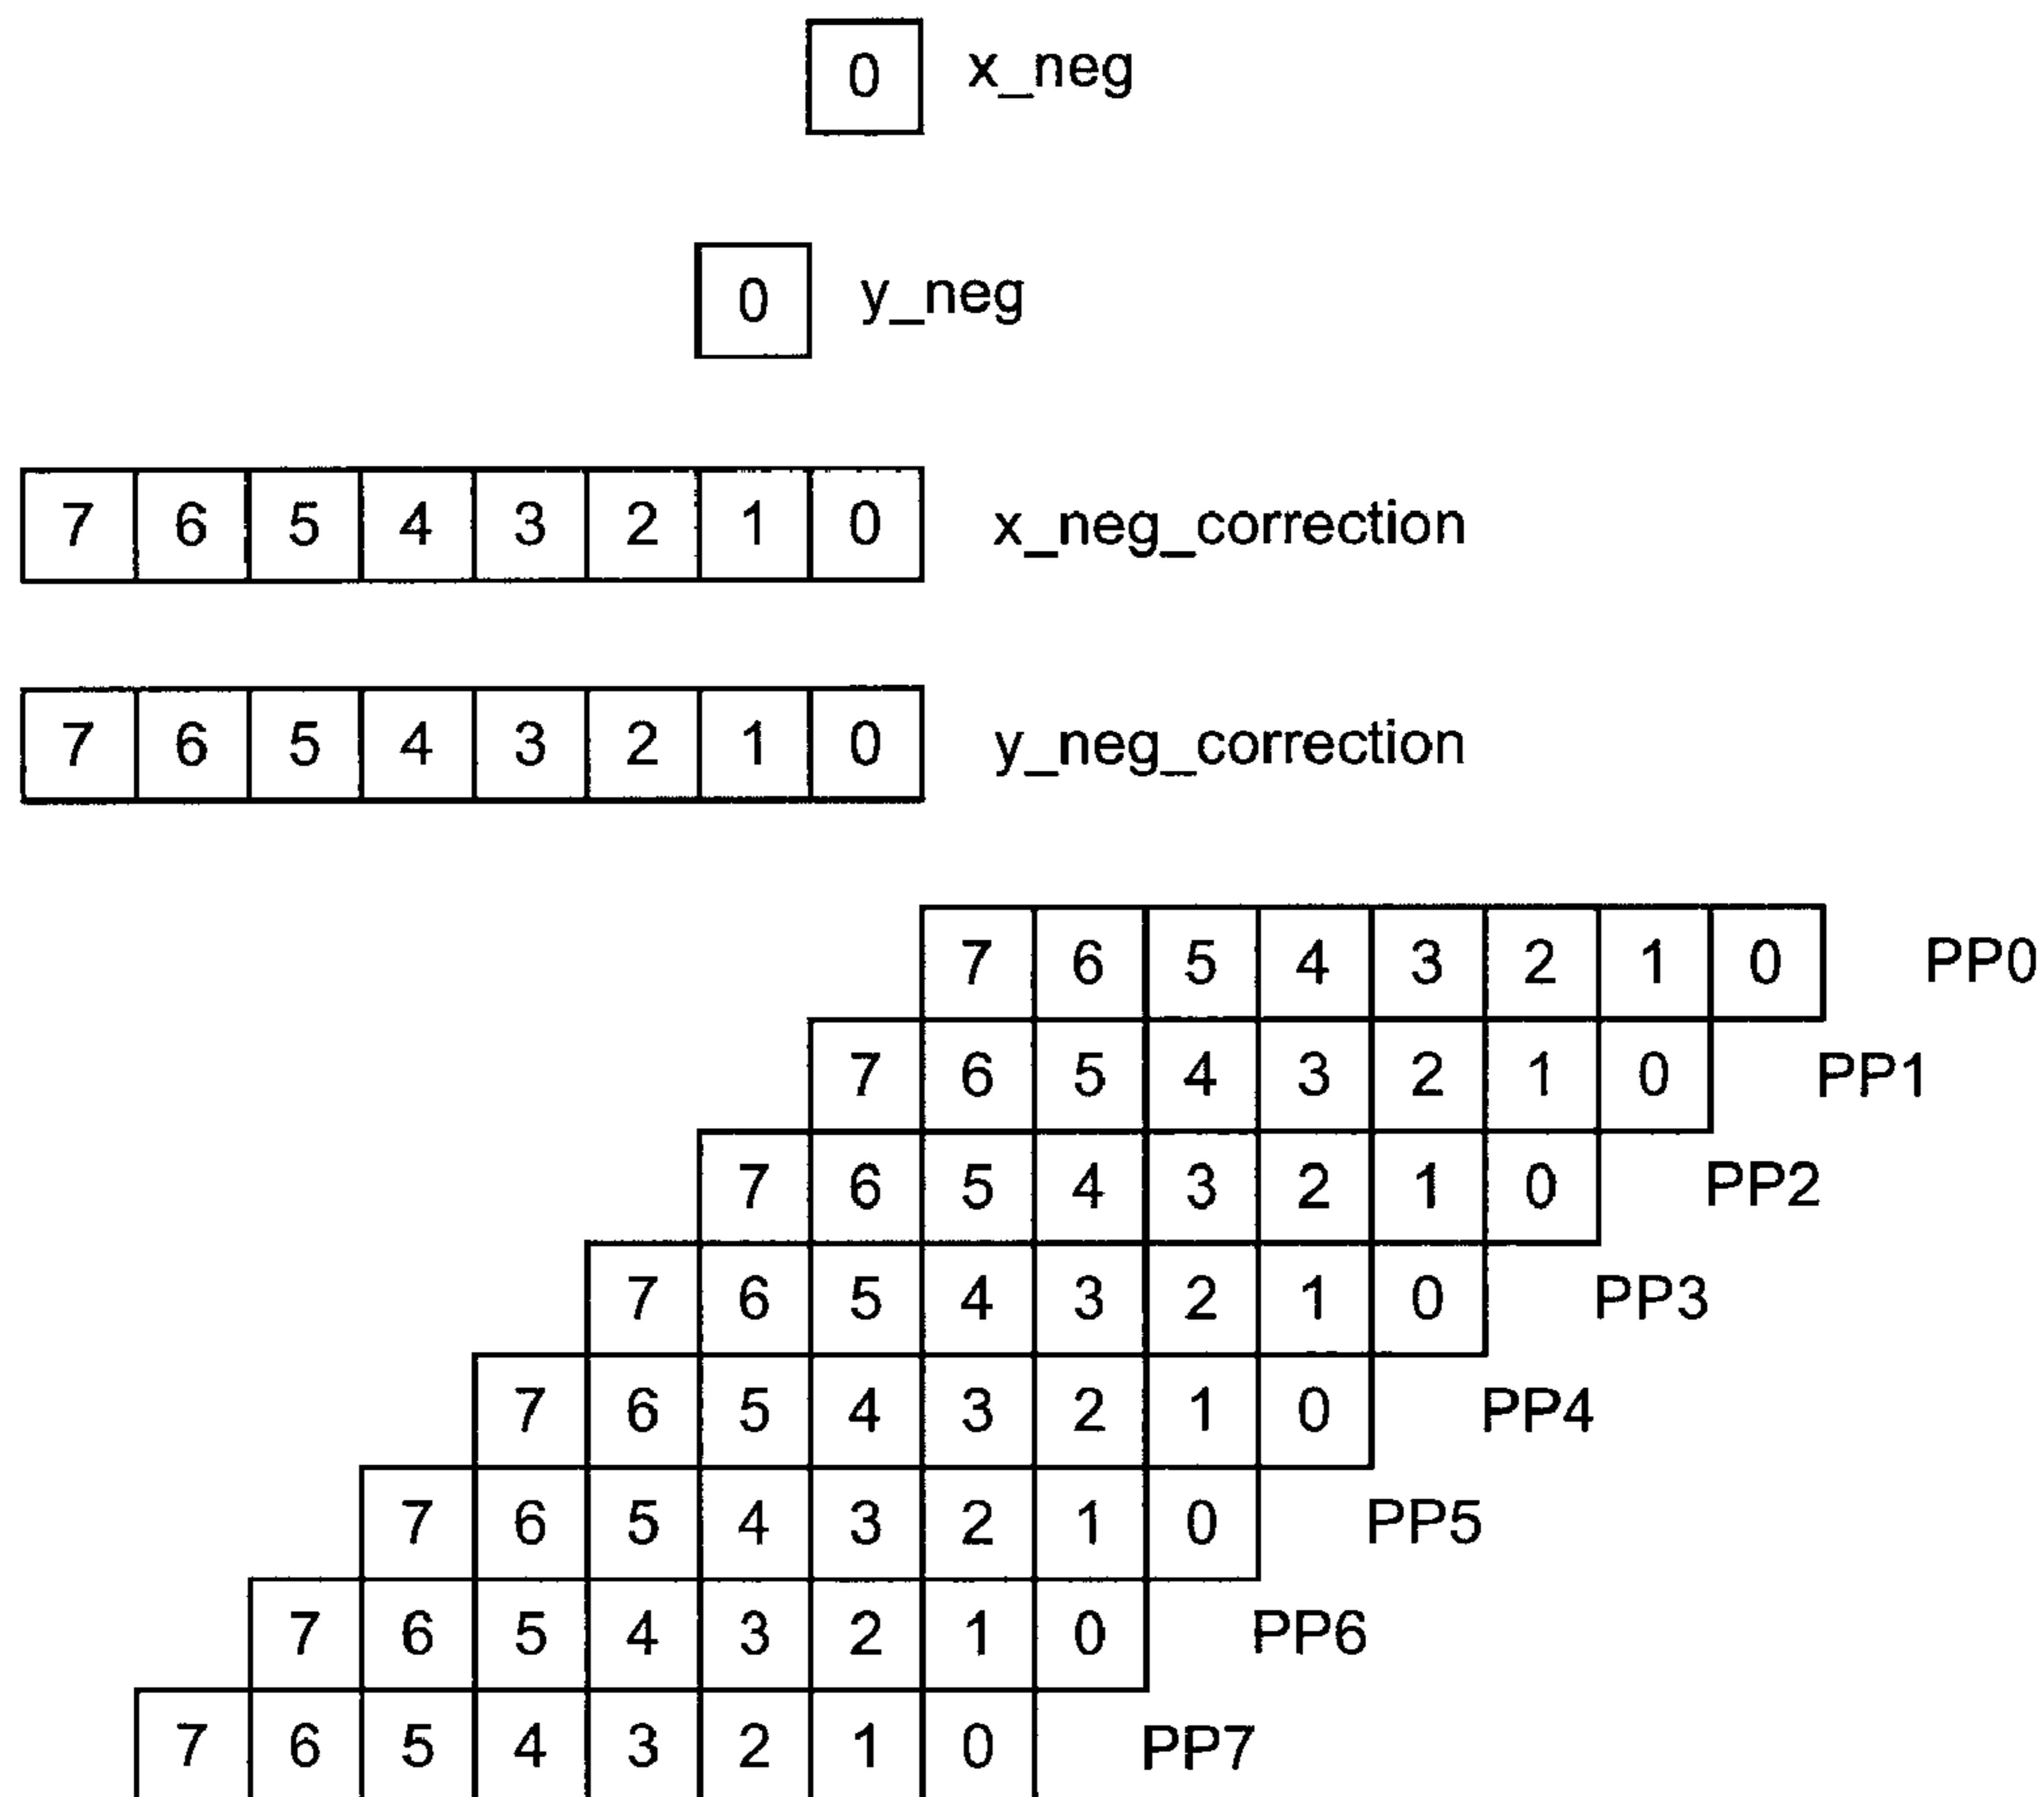 0 x_neg
0 y_neg
7 6 5 4 3 2 1 0 x_neg_correction
7 6 5 4 3 2 1 0 y_neg_correction
7 6 5 4 3 2 1 0 PP0
7 6 5 4 3 2 1 0 PP1
7 6 5 4 3 2 1 0 PP2
7 6 5 4 3 2 1 0 PP3
7 6 5 4 3 2 1 0 PP4
7 6 5 4 3 2 1 0 PP5
7 6 5 4 3 2 1 0 PP6
7 6 5 4 3 2 1 0 PP7